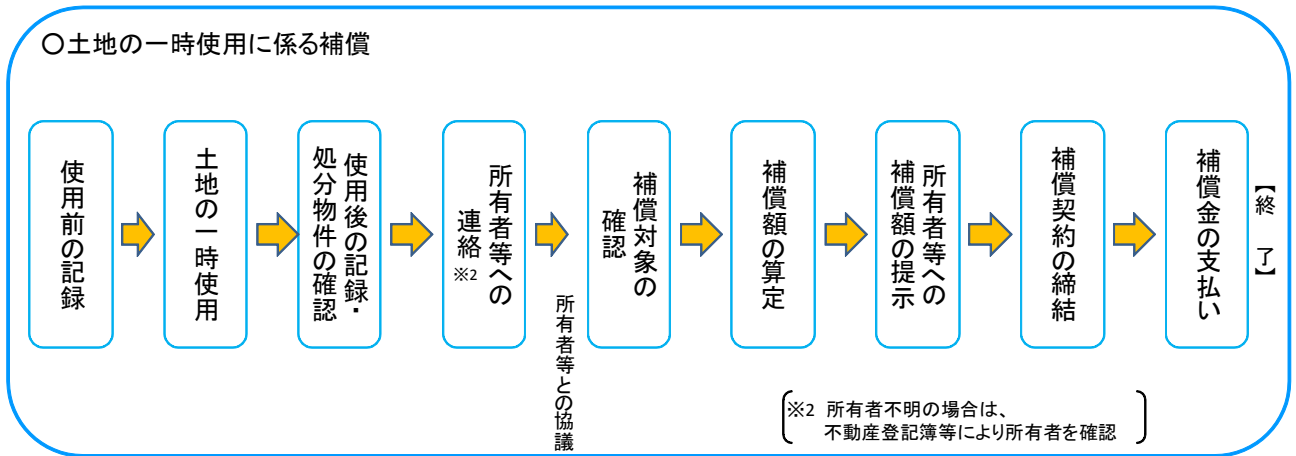 〇土地の一時使用に係る補償
使用前の記録
土地の一時使用
使用後の記録・
処分物件の確認
所有者等への
連絡※2
所有者等との協議
補償対象の
確認
補償額の算定
所有者等への
補償額の提示
補償契約の締結
補償金の支払い
【終 了】
※2 所有者不明の場合は、
不動産登記簿等により所有者を確認